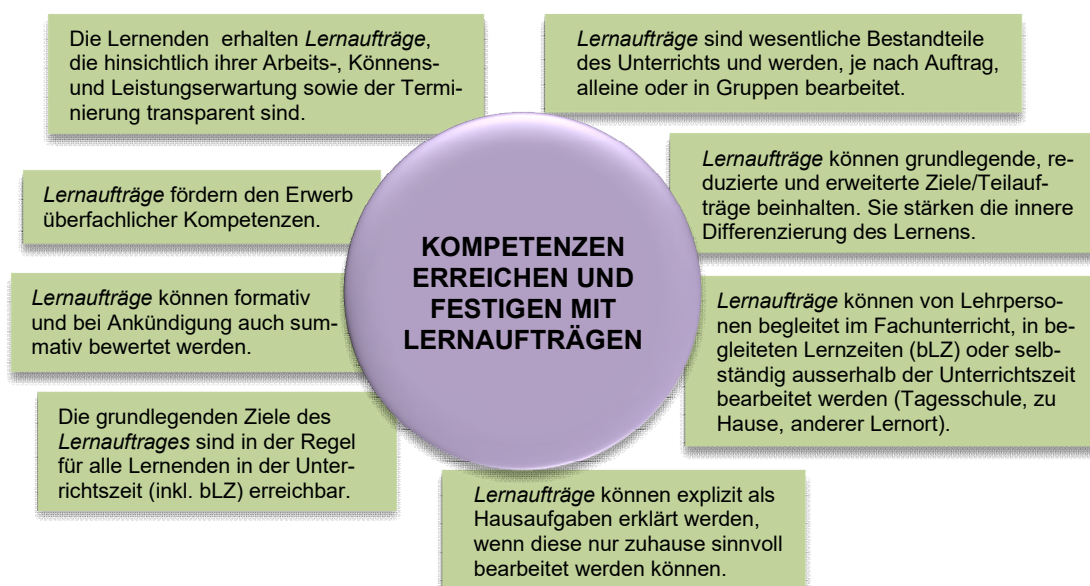 Die Lernenden erhalten Lernaufträge,
die hinsichtlich ihrer Arbeits-, Könnens-
und Leistungserwartung sowie der Termi-
nierung transparent sind.
Lernaufträge sind wesentliche Bestandteile
des Unterrichts und werden, je nach Auftrag,
alleine oder in Gruppen bearbeitet.
Lernaufträge fördern den Erwerb
überfachlicher Kompetenzen.
Lernaufträge können grundlegende, re-
duzierte und erweiterte Ziele/Teilauf-
träge beinhalten. Sie stärken die innere
Differenzierung des Lernens.
KOMPETENZEN
ERREICHEN UND
FESTIGEN MIT
LERNAUFTRÄGEN
Lernaufträge können formativ
und bei Ankündigung auch sum-
mativ bewertet werden.
Lernaufträge können von Lehrperso-
nen begleitet im Fachunterricht, in be-
gleiteten Lernzeiten (bLZ) oder selb-
ständig ausserhalb der Unterrichtszeit
bearbeitet werden (Tagesschule, zu
Hause, anderer Lernort).
Die grundlegenden Ziele des
Lernauftrages sind in der Regel
für alle Lernenden in der Unter-
richtszeit (inkl. bLZ) erreichbar.
Lernaufträge können explizit als
Hausaufgaben erklärt werden,
wenn diese nur zuhause sinnvoll
bearbeitet werden können.